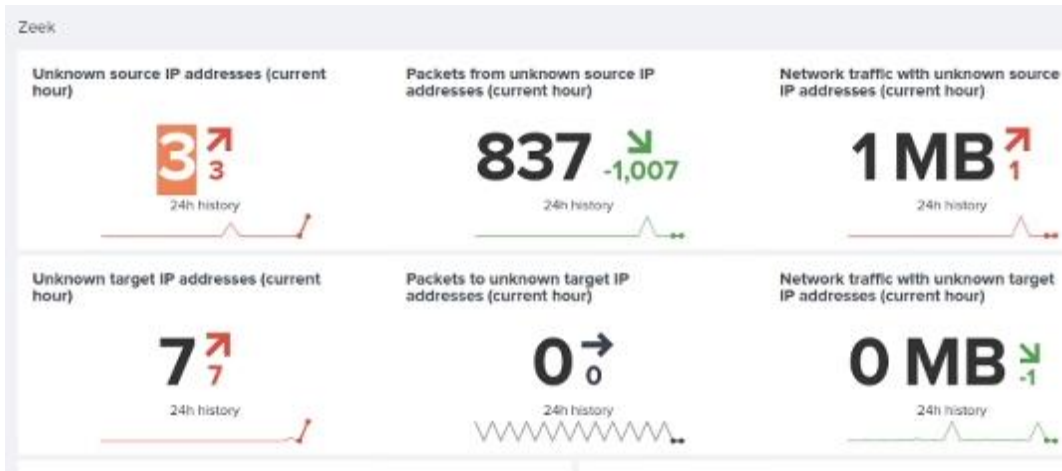 Zeek
Unknown source IP addresses (current
hour)
3
3
24h history
Packets from unknown source IP
addresses (current hour)
837
-1,007
24h history
Network traffic with unknown source
IP addresses (current hour)
1 MB
1
24h history
Unknown target IP addresses (current
hour)
7
7
24h history
Packets to unknown target IP
addresses (current hour)
0
0
24h history
Network traffic with unknown target
IP addresses (current hour)
0 MB
-1
24h history